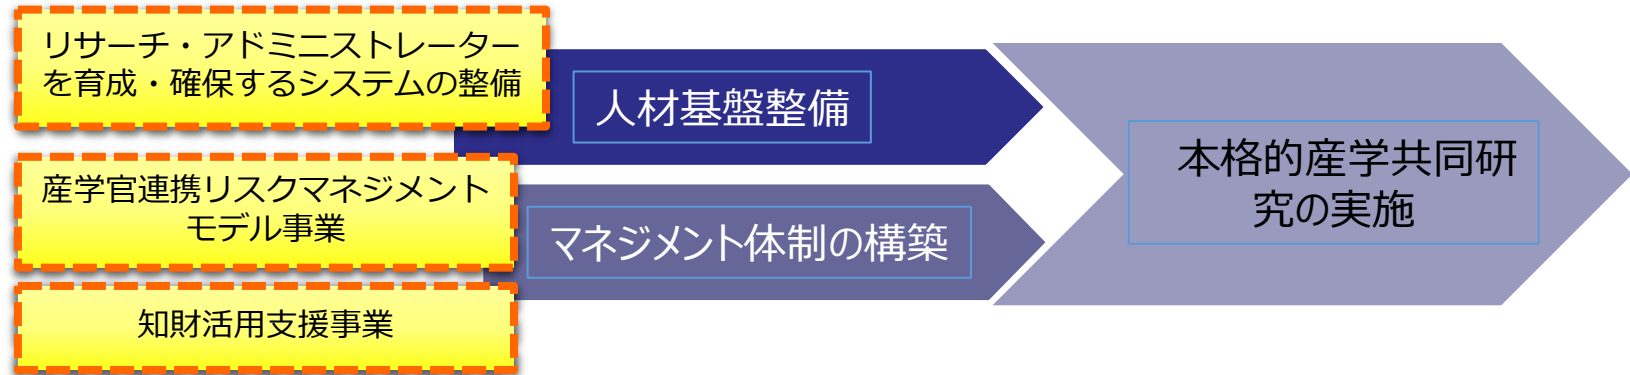 リサーチ・アドミニストレーター
を育成・確保するシステムの整備
人材基盤整備
産学官連携リスクマネジメント
モデル事業
マネジメント体制の構築
知財活用支援事業
本格的産学共同研
究の実施